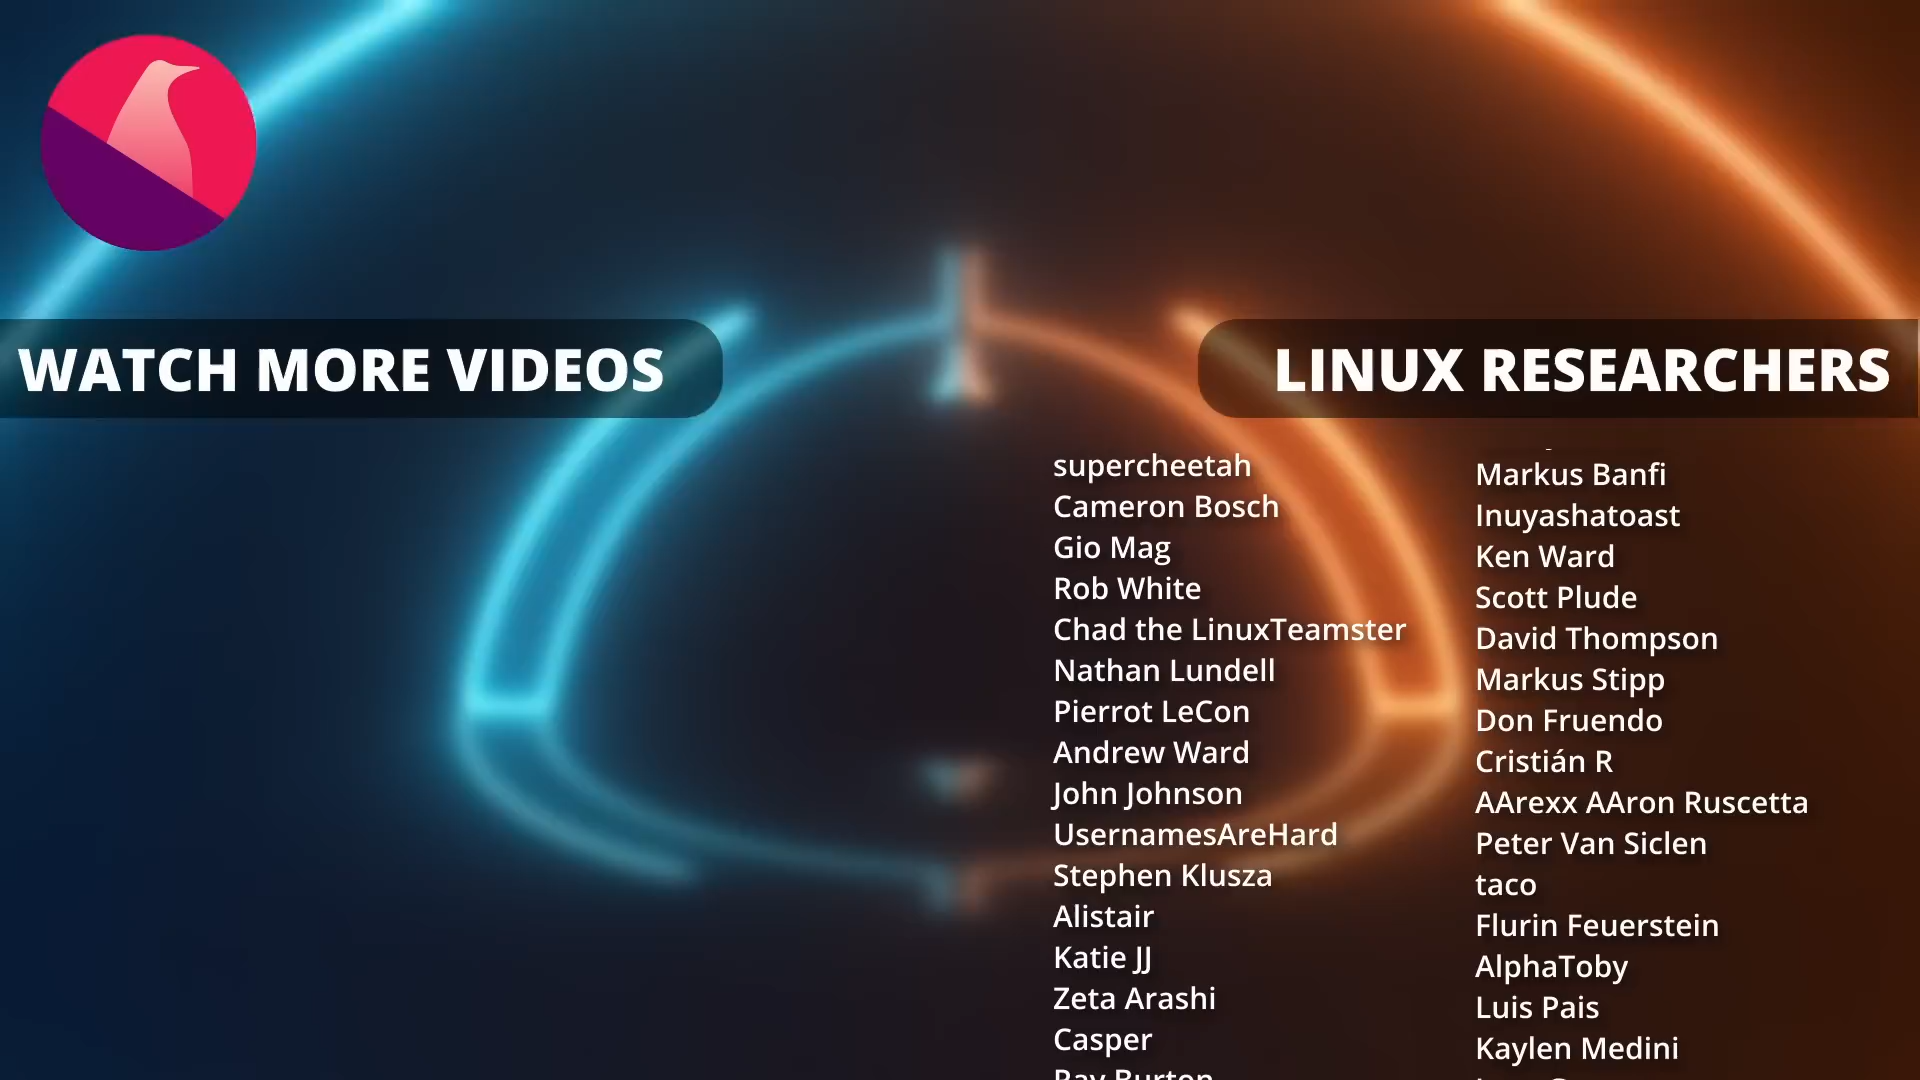 WATCH MORE VIDEOS
LINUX RESEARCHERS
supercheetah
Cameron Bosch
Gio Mag
Rob White
Chad the LinuxTeamster
Nathan Lundell
Pierrot LeCon
Andrew Ward
John Johnson
UsernamesAreHard
Stephen Klusza
Alistair
Katie JJ
Zeta Arashi
Casper
Ray Burton
Markus Banfi
Inuyashatoast
Ken Ward
Scott Plude
David Thompson
Markus Stipp
Don Fruendo
Cristián R
AArexx AAron Ruscetta
Peter Van Siclen
taco
Flurin Feuerstein
AlphaToby
Luis Pais
Kaylen Medini